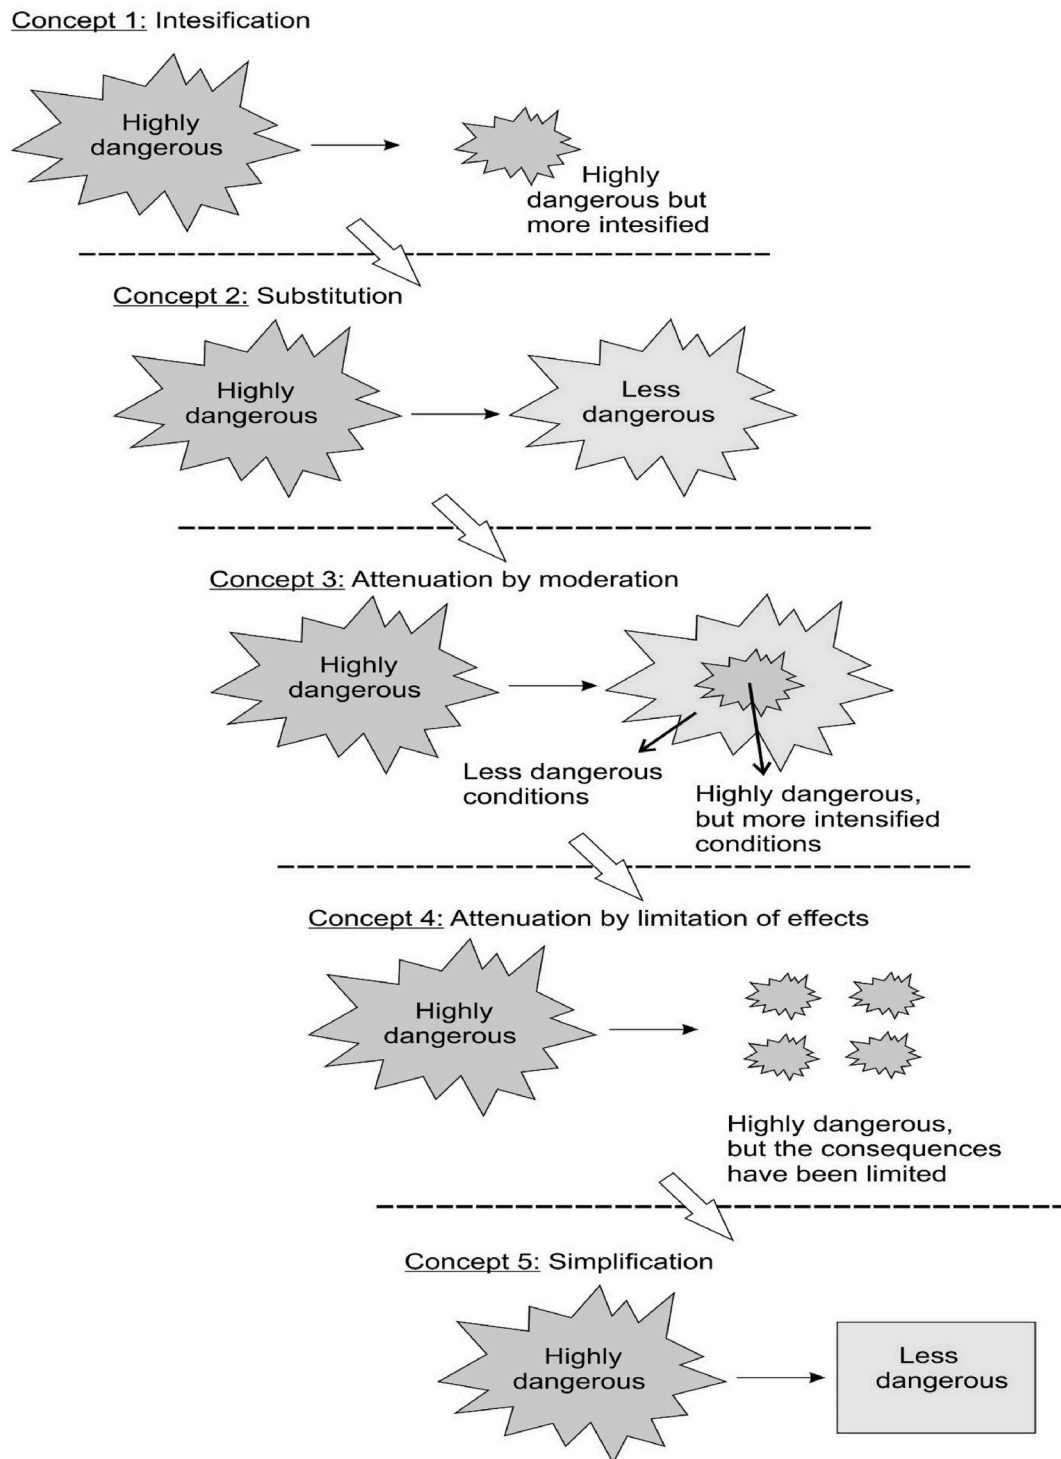 Concept 1: Intesification
Highly
dangerous
Highly
dangerous but
more intesified
Concept 2: Substitution
Highly
dangerous
Less
dangerous
Concept 3: Attenuation by moderation
Highly
dangerous
Less dangerous
conditions
Highly dangerous,
but more intensified
conditions
Concept 4: Attenuation by limitation of effects
Highly
dangerous
Highly dangerous,
but the consequences
have been limited
Concept 5: Simplification
Highly
dangerous
Less
dangerous